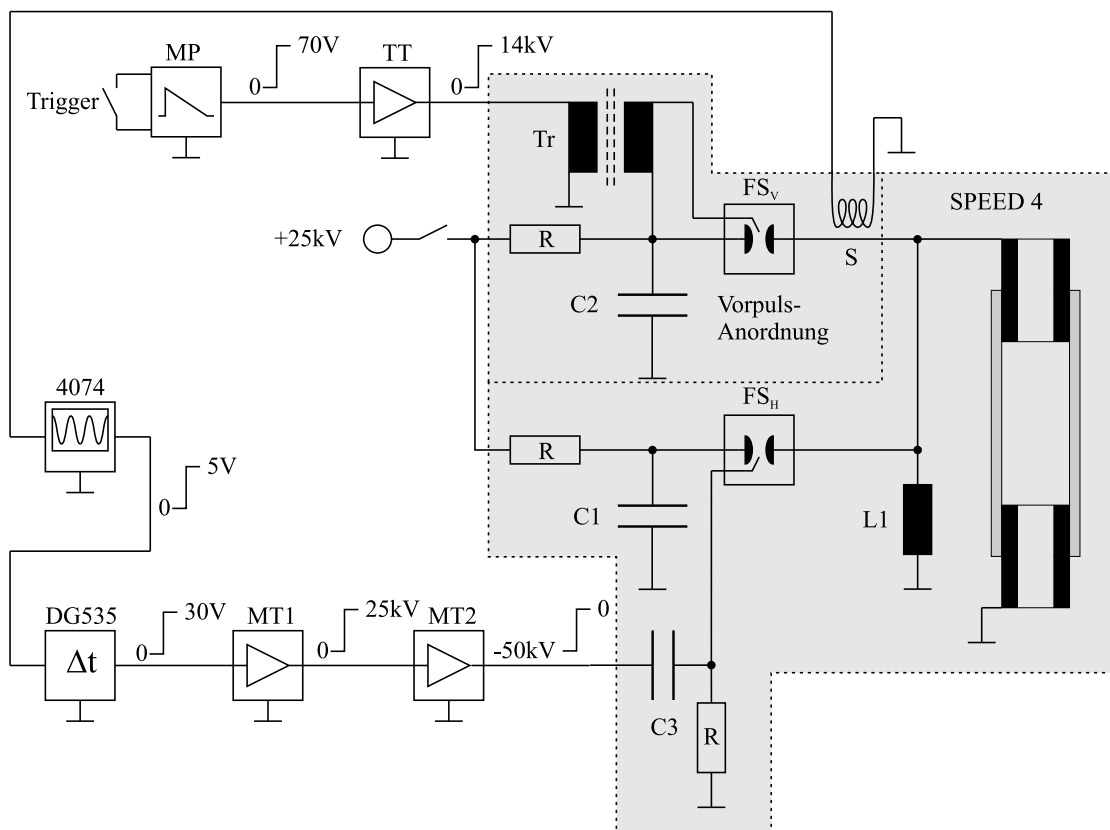 MP
70V
TT
14kV
0
0
Trigger
Tr
FSV
SPEED 4
+25kV
R
S
C2
Vorpuls-
Anordnung
4074
FSH
R
5V
0
C1
L1
DG535
30V
MT1
25kV
MT2
0
0
0
-50kV
Δt
C3
R